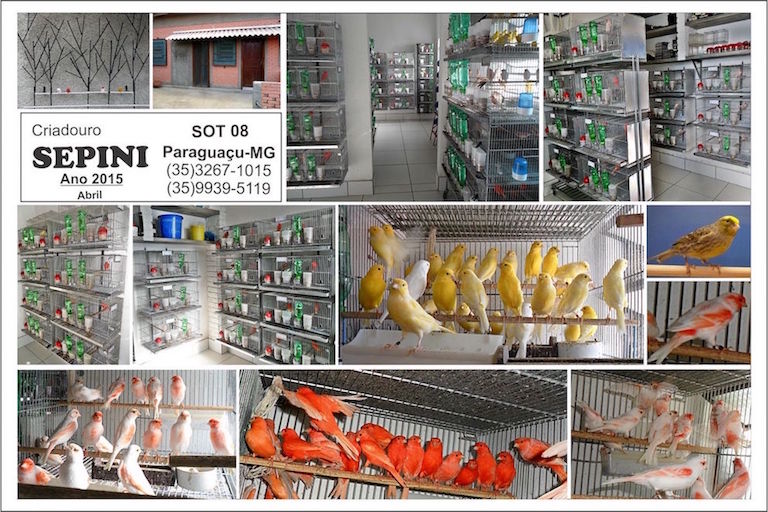 Criadouro
SEPINI
Ano 2015
Abril
SOT 08
Paraguaçu-MG
(35)3267-1015
(35)9939-5119